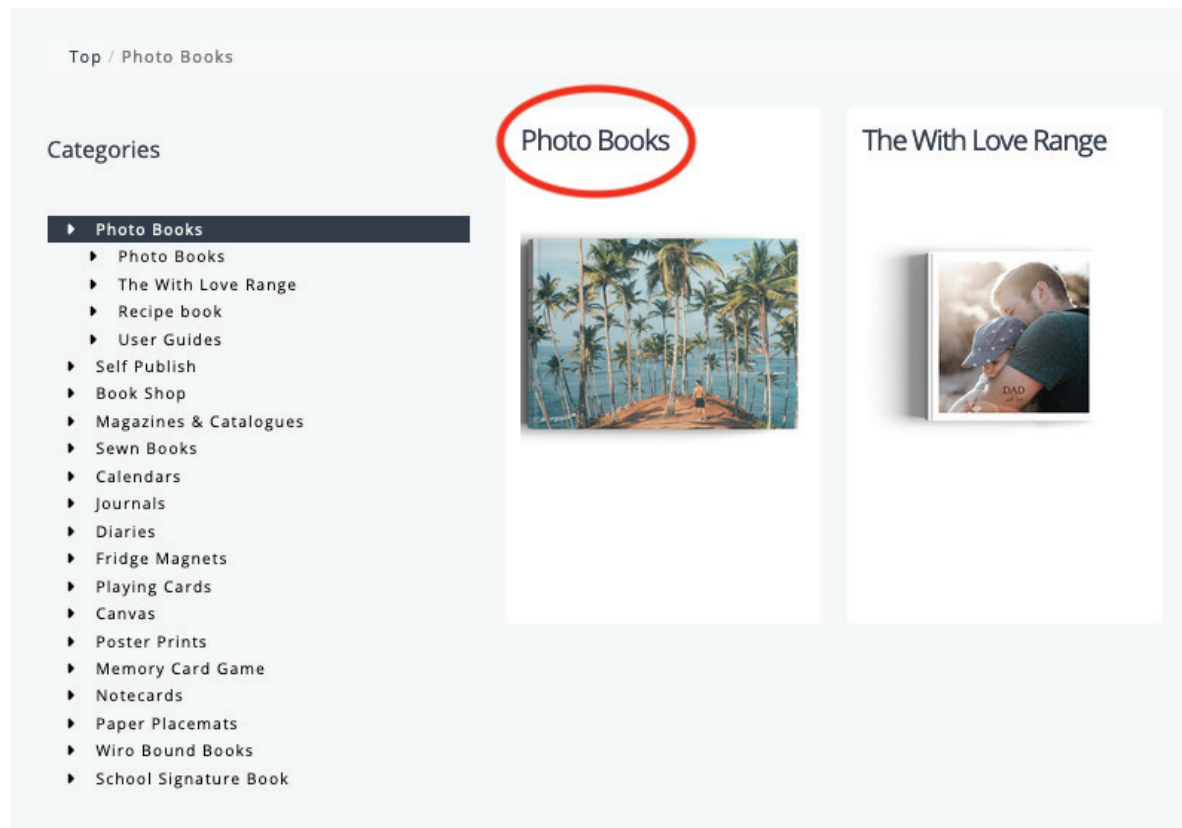 Top / Photo Books
Categories
Photo Books
Photo Books
The With Love Range
Recipe book
User Guides
Self Publish
Book Shop
Magazines & Catalogues
Sewn Books
Calendars
Journals
Diaries
Fridge Magnets
Playing Cards
Canvas
Poster Prints
Memory Card Game
Notecards
Paper Placemats
Wiro Bound Books
School Signature Book
Photo Books
The With Love Range
DAD